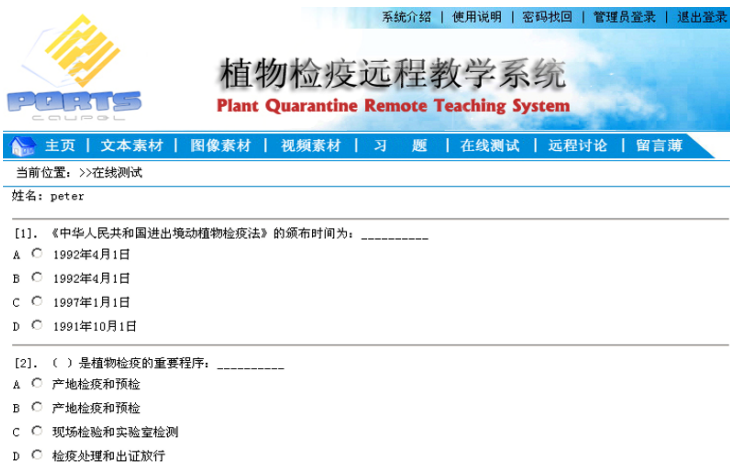 系统介绍 | 使用说明 | 密码找回 | 管理员登录 | 退出登录
PQRTS
COUPEL
植物检疫远程教学系统
Plant Quarantine Remote Teaching System
主页 | 文本素材 | 图像素材 | 视频素材 | 习 题 | 在线测试 | 远程讨论 | 留言薄
当前位置: >>在线测试
姓名: peter
[1]. 《中华人民共和国进出境动植物检疫法》的颁布时间为: __________
A 1992年4月1日
B 1992年4月1日
C 1997年1月1日
D 1991年10月1日
[2]. ( ) 是植物检疫的重要程序: __________
A 产地检疫和预检
B 产地检疫和预检
C 现场检验和实验室检测
D 检疫处理和出证放行